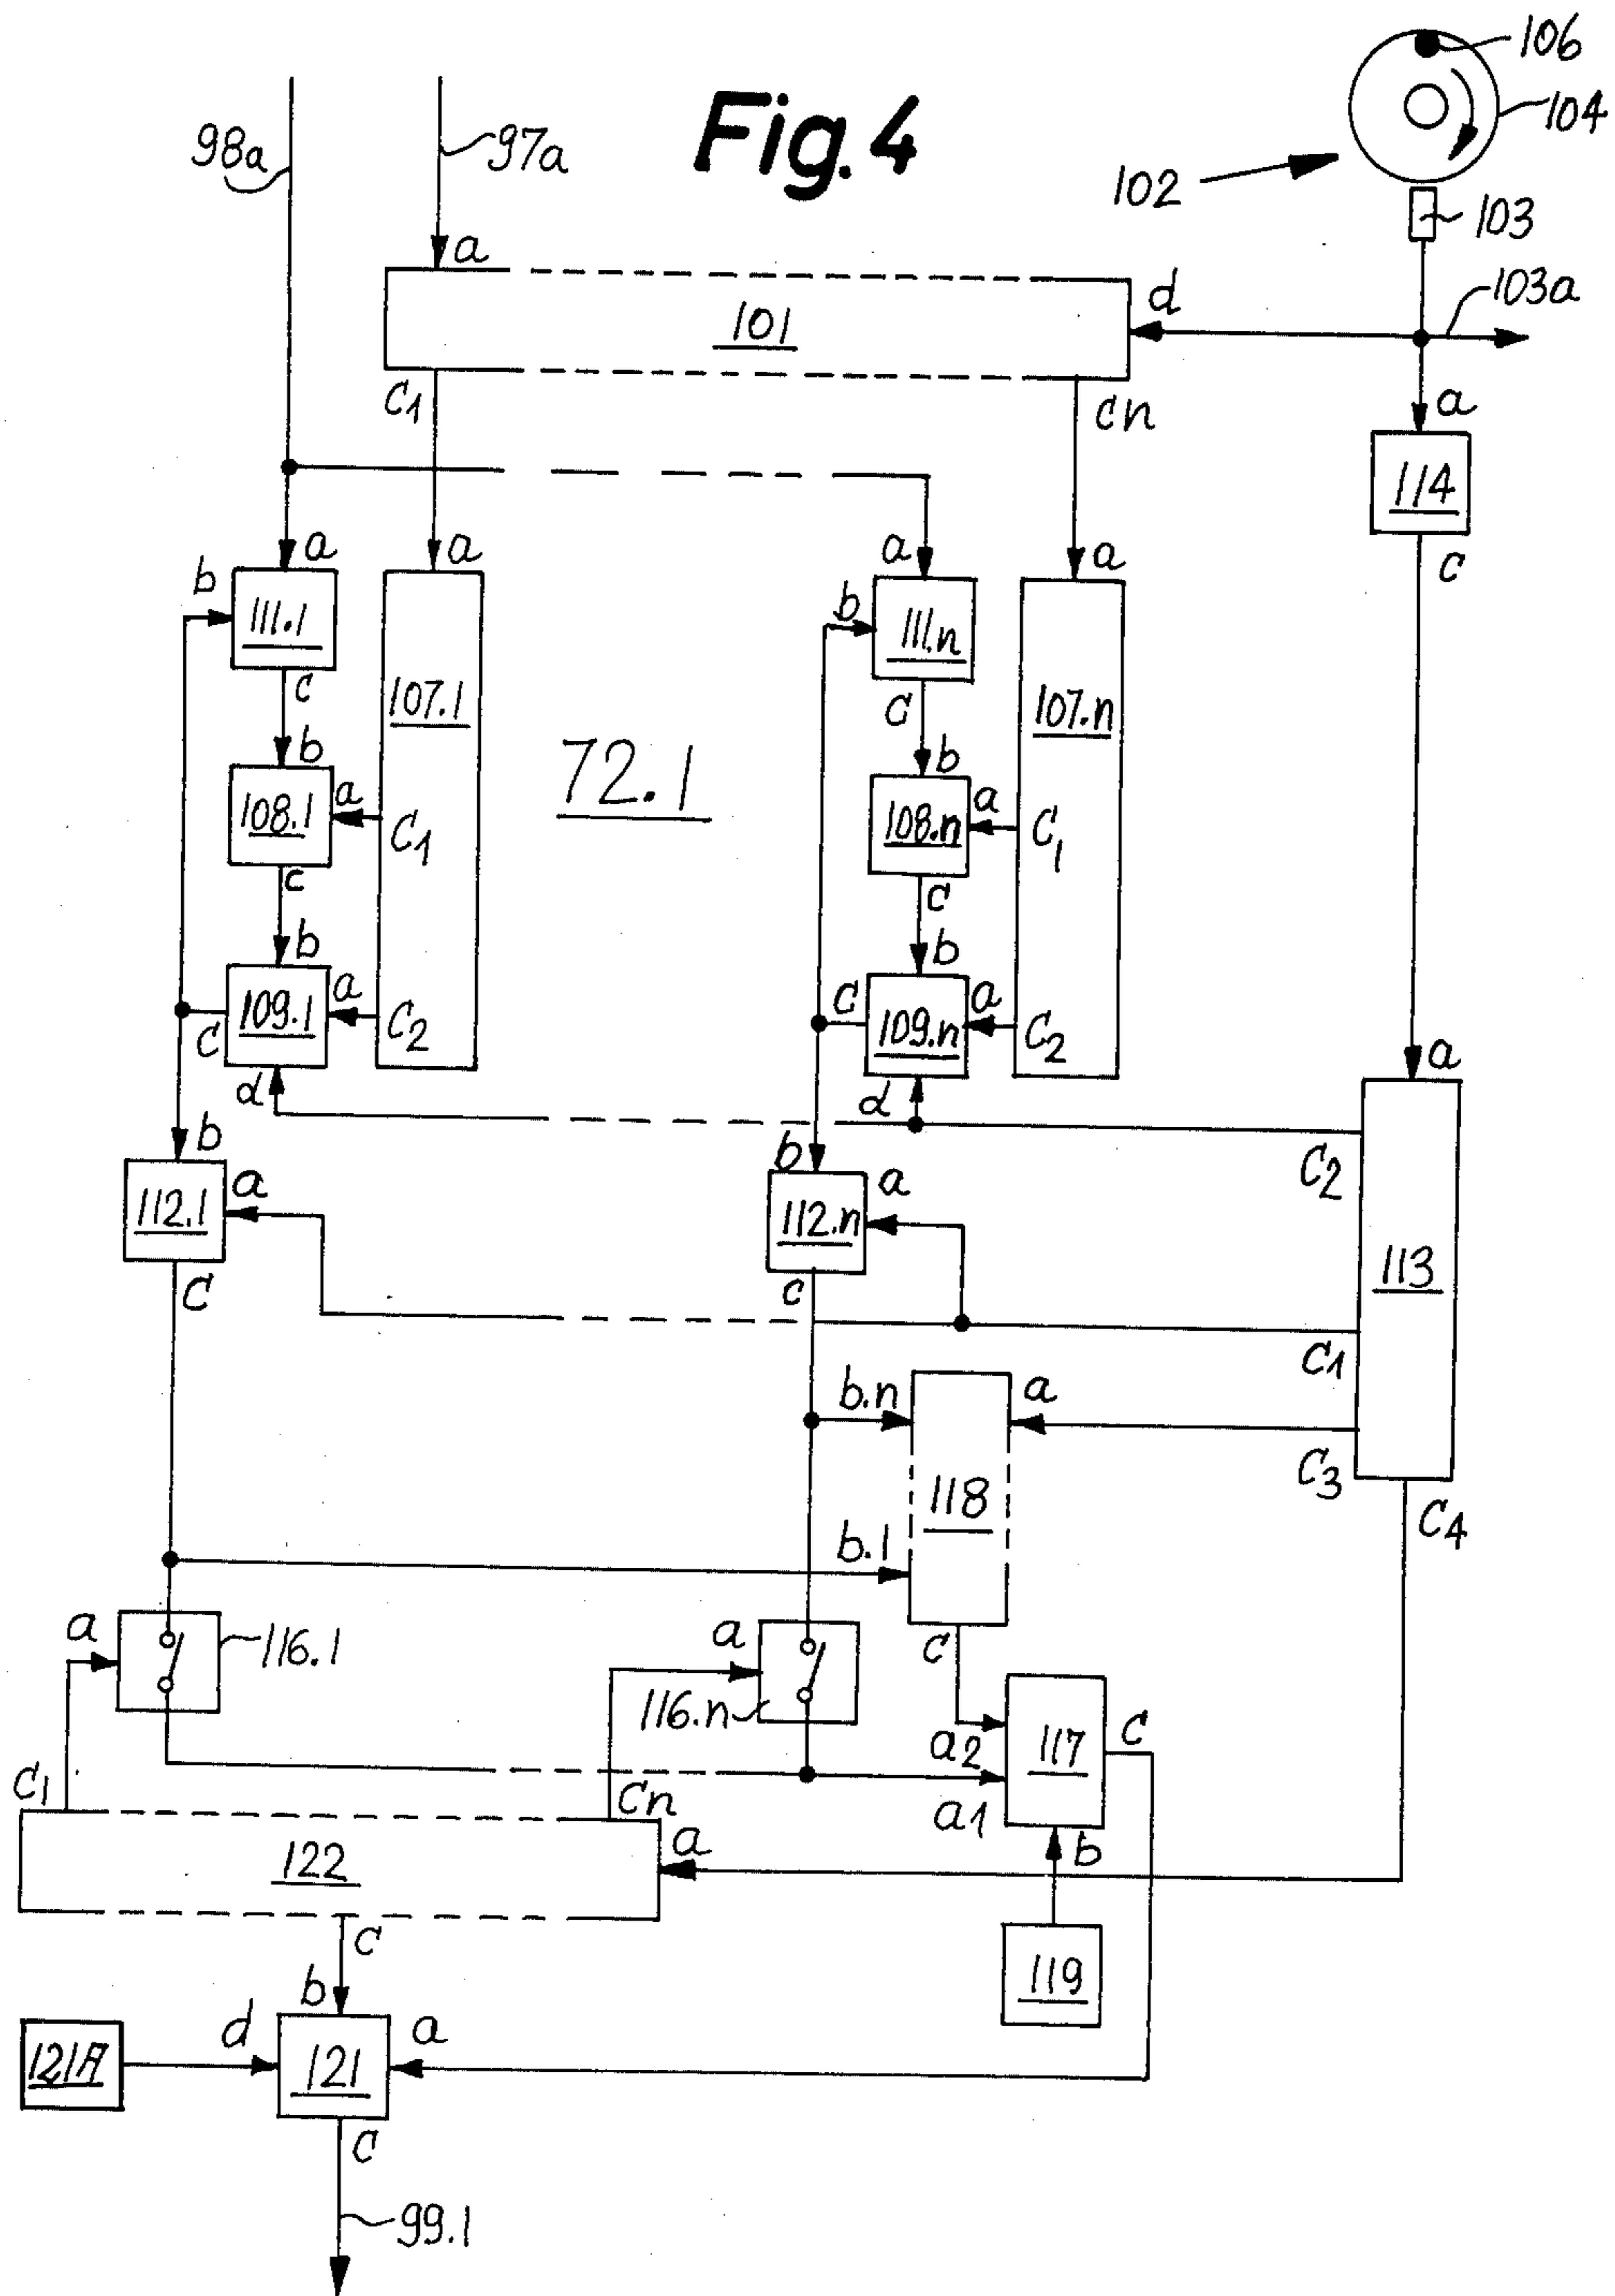 Fig.4
106
104
102
103
98a
97a
a
101
d
103a
c1
cn
a
114
c
a
a
a
a
b
111.1
b
111.n
c
107.1
c
107.n
72.1
b
b
108.1
a
c1
108.n
a
c1
c
c
b
b
109.1
a
c2
c
109.n
a
c2
c
a
d
d
b
c2
112.1
a
b
112.n
a
113
c
c
c1
b.n
a
c3
118
c4
b.1
a
116.1
a
116.n
c
a2
117
c
c1
cn
a1
b
122
a
c
119
b
121A
d
121
a
c
99.1